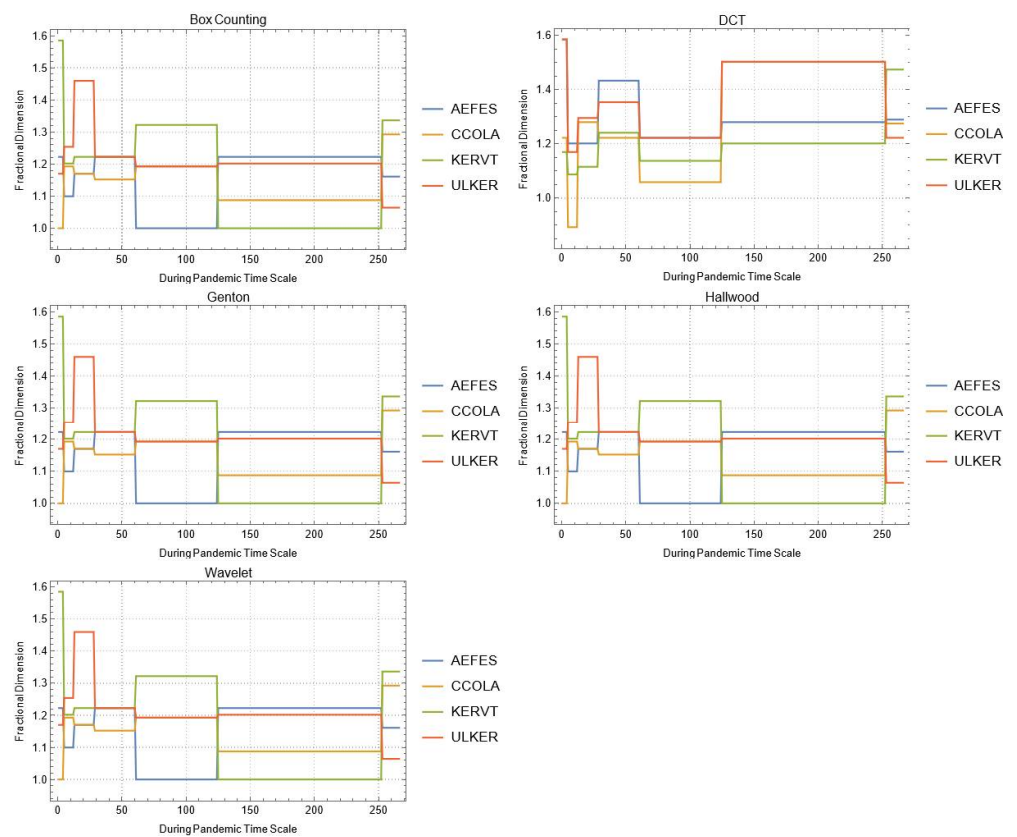 Box Counting
Fractional Dimension
1.6
1.5
1.4
1.3
1.2
1.1
1.0
0 50 100 150 200 250
During Pandemic Time Scale
AEFES
CCOLA
KERVT
ULKER
DCT
Fractional Dimension
1.6
1.4
1.2
1.0
0 50 100 150 200 250
During Pandemic Time Scale
AEFES
CCOLA
KERVT
ULKER
Genton
Fractional Dimension
1.6
1.5
1.4
1.3
1.2
1.1
1.0
0 50 100 150 200 250
During Pandemic Time Scale
AEFES
CCOLA
KERVT
ULKER
Hallwood
Fractional Dimension
1.6
1.5
1.4
1.3
1.2
1.1
1.0
0 50 100 150 200 250
During Pandemic Time Scale
AEFES
CCOLA
KERVT
ULKER
Wavelet
Fractional Dimension
1.6
1.5
1.4
1.3
1.2
1.1
1.0
0 50 100 150 200 250
During Pandemic Time Scale
AEFES
CCOLA
KERVT
ULKER